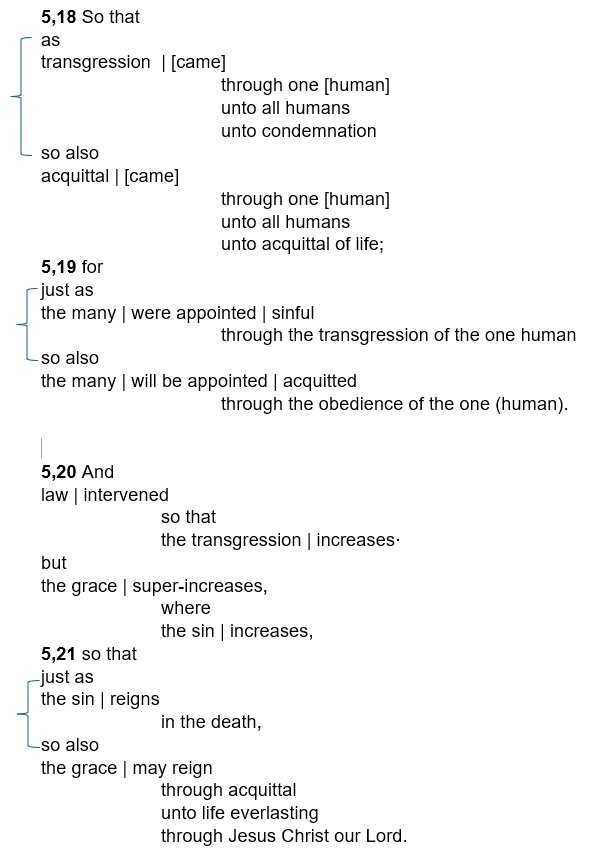 5,18 So that
as
transgression | [came]
through one [human]
unto all humans
unto condemnation
so also
acquittal | [came]
through one [human]
unto all humans
unto acquittal of life;
5,19 for
just as
the many | were appointed | sinful
through the transgression of the one human
so also
the many | will be appointed | acquitted
through the obedience of the one (human).
5,20 And
law | intervened
so that
the transgression | increases·
but
the grace | super-increases,
where
the sin | increases,
5,21 so that
just as
the sin | reigns
in the death,
so also
the grace | may reign
through acquittal
unto life everlasting
through Jesus Christ our Lord.